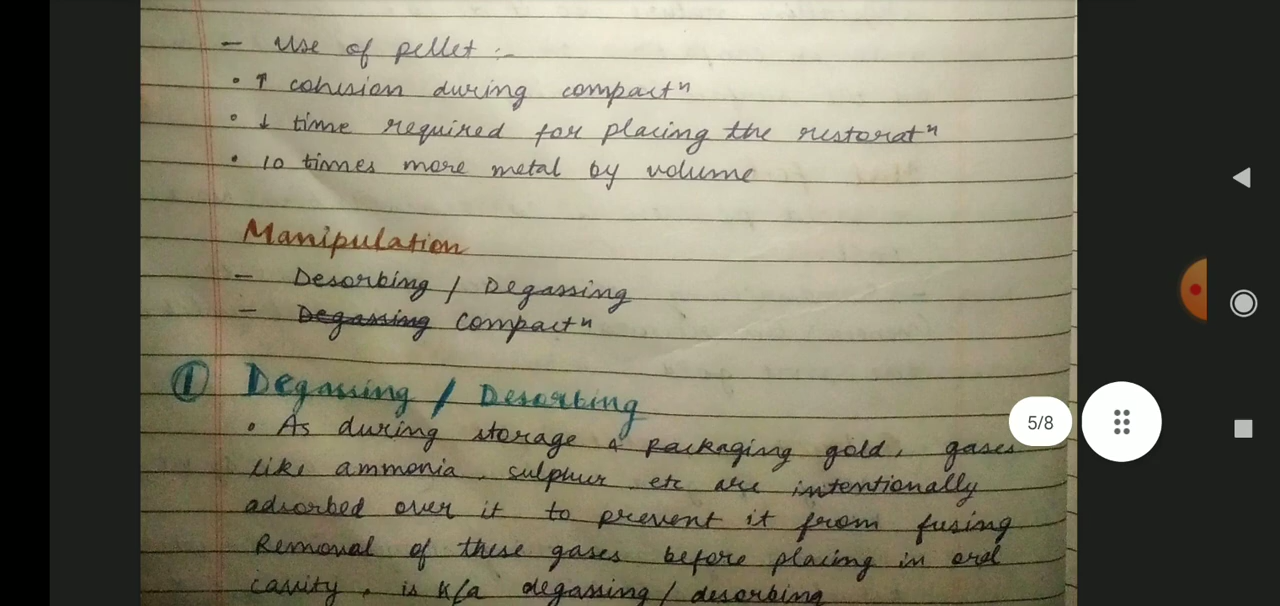 - Use of pellet :-
• ↑ cohesion during compactⁿ
• ↓ time required for placing the restoratⁿ
• 10 times more metal by volume
Manipulation
- Desorbing / Degassing
- Degassing Compactⁿ
① Degassing / Desorbing
• As during storage & packaging gold, gases
like ammonia, sulphur etc are intentionally
adsorbed over it to prevent it from fusing
Removal of these gases before placing in oral
cavity, is k/a degassing / desorbing
5/8